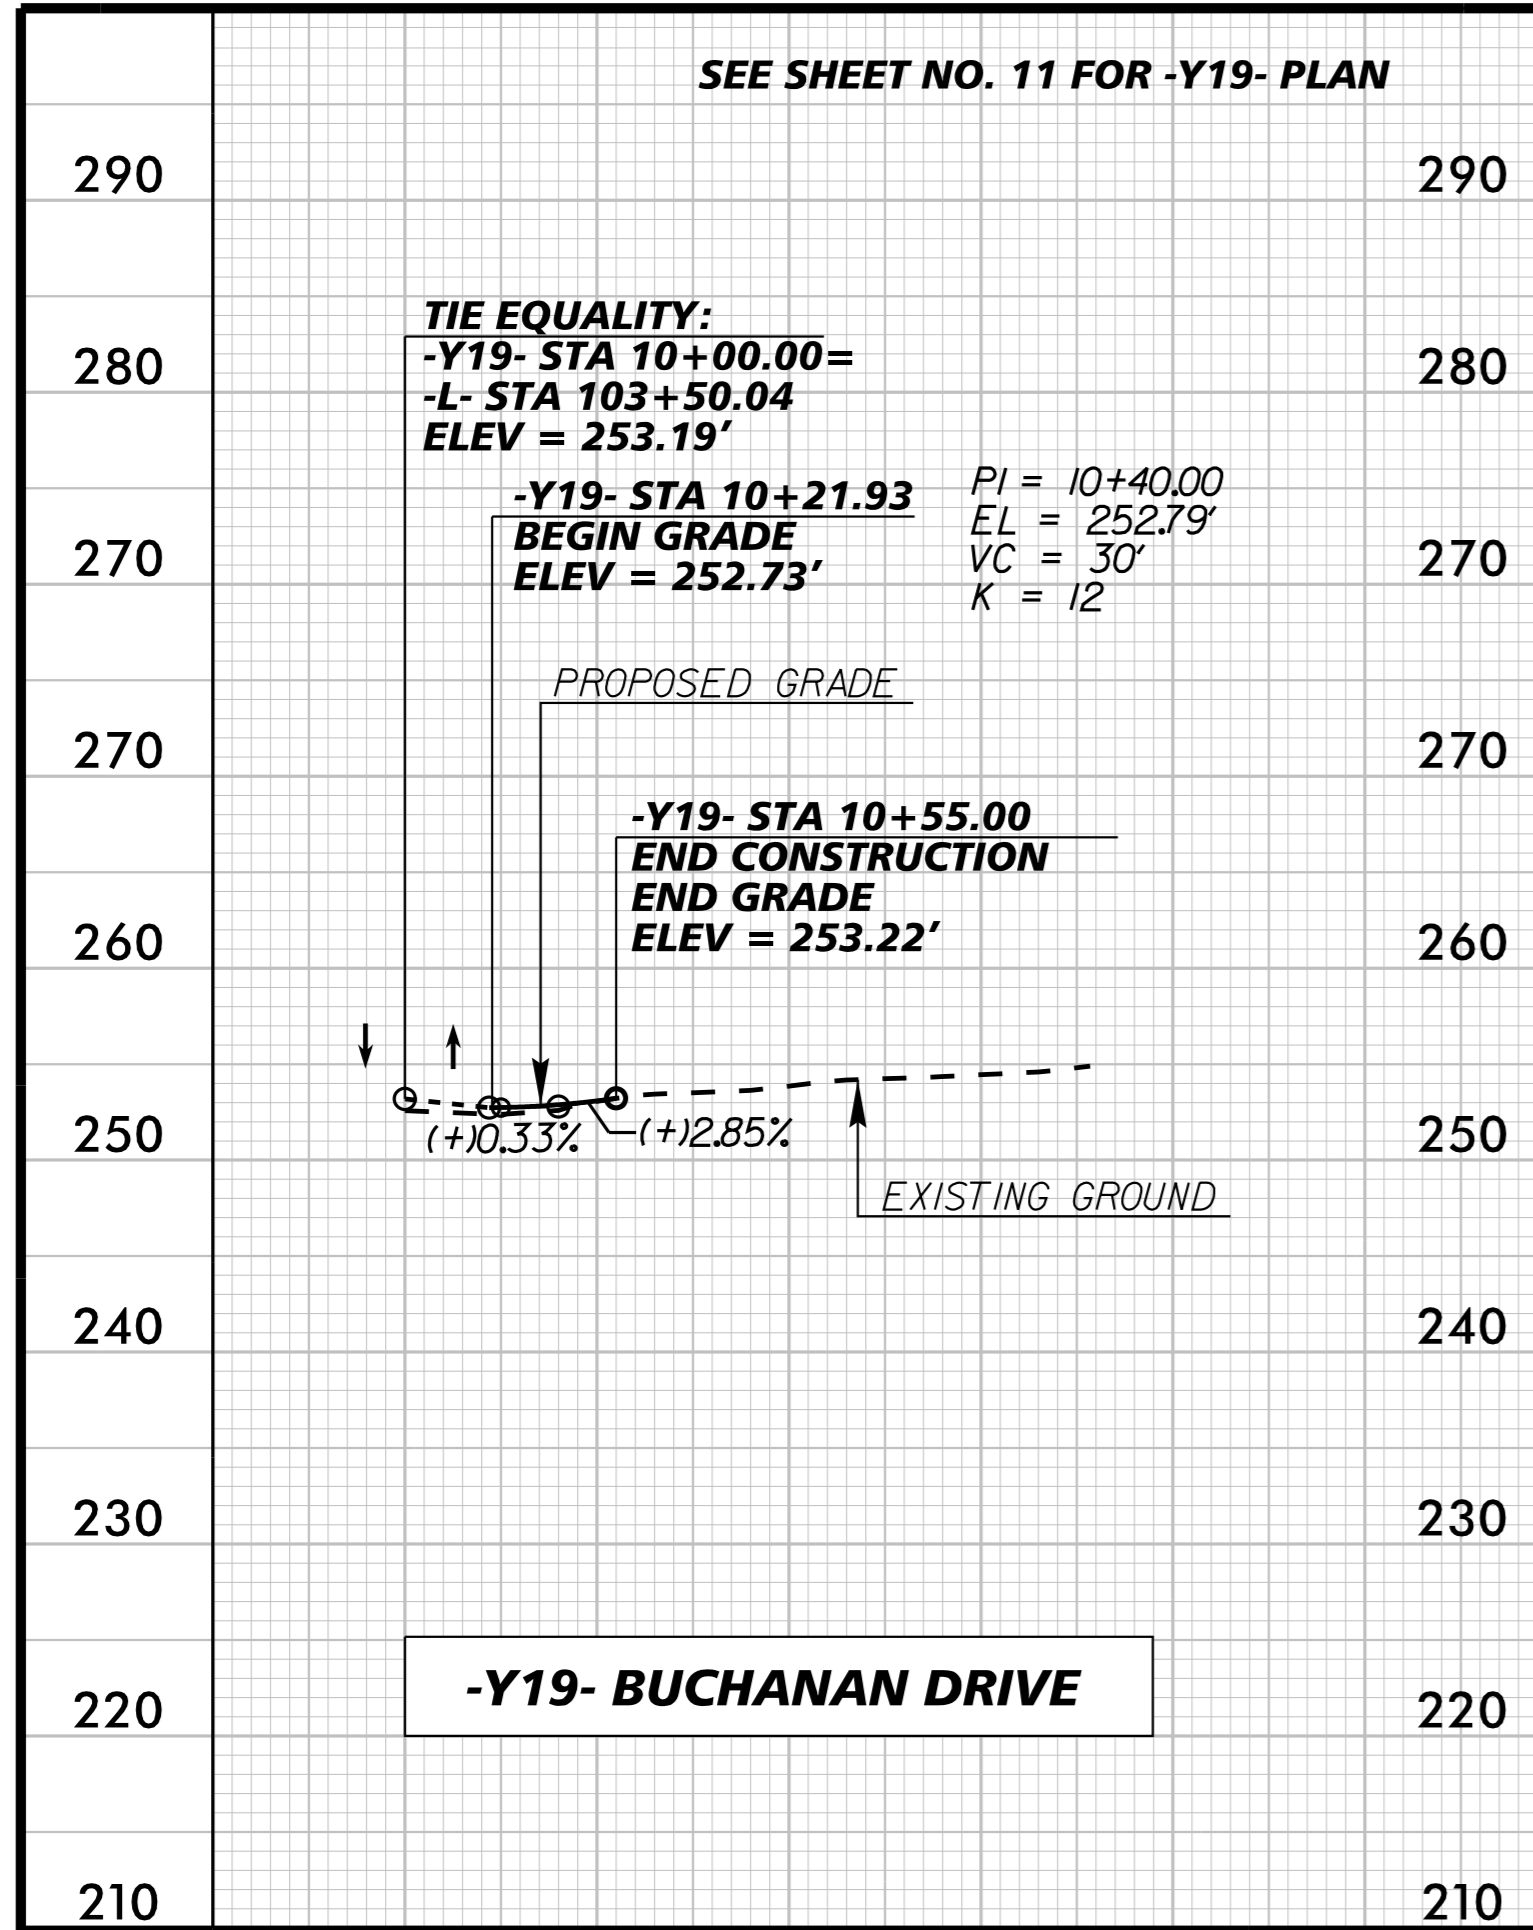 SEE SHEET NO. 11 FOR -Y19- PLAN
290 290
TIE EQUALITY:
-Y19- STA 10+00.00=
280 280
-L- STA 103+50.04
ELEV = 253.19'
-Y19- STA 10+21.93
BEGIN GRADE
ELEV = 252.73'
PI = 10+40.00
EL = 252.79'
VC = 30'
K = 12
270 270
PROPOSED GRADE
270 270
-Y19- STA 10+55.00
END CONSTRUCTION
END GRADE
ELEV = 253.22'
260 260
250 250
(+)0.33% (+)2.85%
EXISTING GROUND
240 240
230 230
-Y19- BUCHANAN DRIVE
220 220
210 210